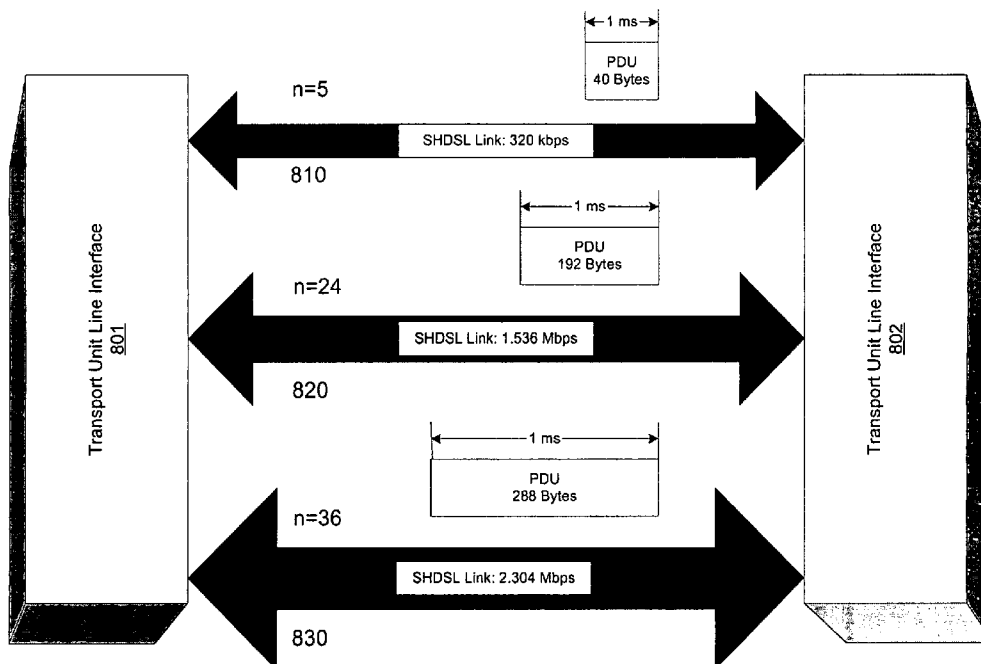 1 ms
PDU
40 Bytes
n=5
SHDSL Link: 320 kbps
810
1 ms
PDU
192 Bytes
n=24
SHDSL Link: 1.536 Mbps
820
1 ms
PDU
288 Bytes
n=36
SHDSL Link: 2.304 Mbps
830
Transport Unit Line Interface
801
Transport Unit Line Interface
802